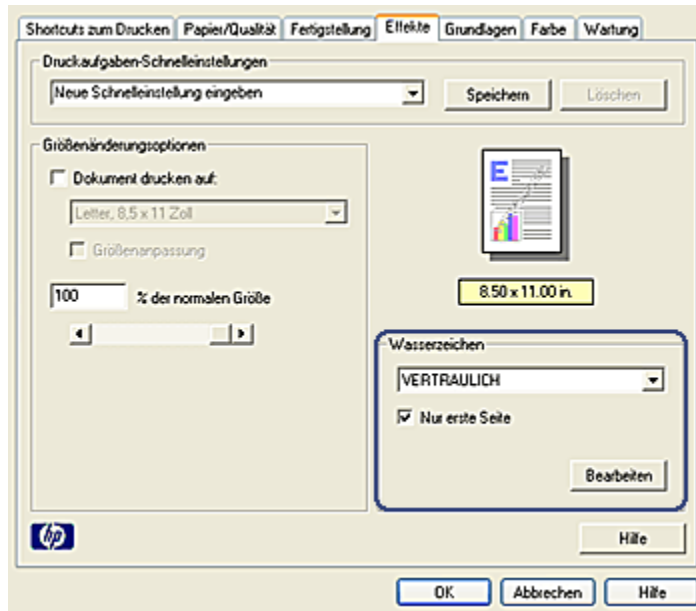 Shortcuts zum Drucken Papier/Qualität Fertigstellung Effekte Grundlagen Farbe Wartung
Druckaufgaben-Schnelleinstellungen
Neue Schnelleinstellung eingeben Speichern Löschen
Größenänderungsoptionen
Dokument drucken auf:
Letter, 8,5 x 11 Zoll
Größenanpassung
100 % der normalen Größe
E
8.50 x 11.00 in.
Wasserzeichen
VERTRAULICH
Nur erste Seite
Bearbeiten
hp
Hilfe
OK Abbrechen Hilfe